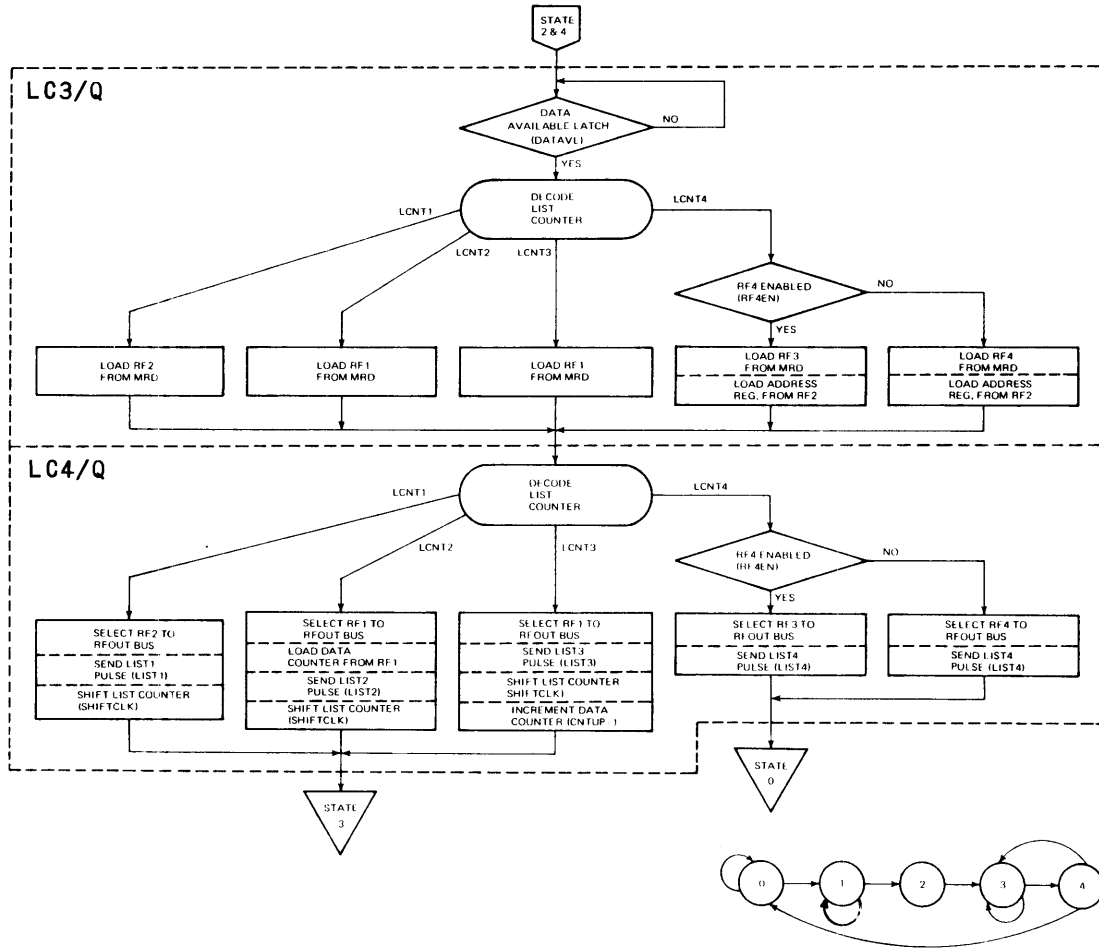 STATE
2 & 4
LC3/Q
DATA
AVAILABLE LATCH
(DATAVL)
NO
YES
DECODE
LIST
COUNTER
LCNT1
LCNT2
LCNT3
LCNT4
RF4 ENABLED
(RF4EN)
NO
YES
LOAD RF2
FROM MRD
LOAD RF1
FROM MRD
LOAD RF1
FROM MRD
LOAD RF3
FROM MRD
LOAD ADDRESS
REG, FROM RF2
LOAD RF4
FROM MRD
LOAD ADDRESS
REG, FROM RF2
LC4/Q
DECODE
LIST
COUNTER
LCNT1
LCNT2
LCNT3
LCNT4
RF4 ENABLED
(RF4EN)
NO
YES
SELECT RF2 TO
RFOUT BUS
SEND LIST1
PULSE (LIST1)
SHIFT LIST COUNTER
(SHIFTCLK)
SELECT RF1 TO
RFOUT BUS
LOAD DATA
COUNTER FROM RF1
SEND LIST2
PULSE (LIST2)
SHIFT LIST COUNTER
(SHIFTCLK)
SELECT RF1 TO
RFOUT BUS
SEND LIST3
PULSE (LIST3)
SHIFT LIST COUNTER
SHIFTCLK)
INCREMENT DATA
COUNTER (CNTUP-)
SELECT RF3 TO
RFOUT BUS
SEND LIST4
PULSE (LIST4)
SELECT RF4 TO
RFOUT BUS
SEND LIST4
PULSE (LIST4)
STATE
3
STATE
0
0 1 2 3 4